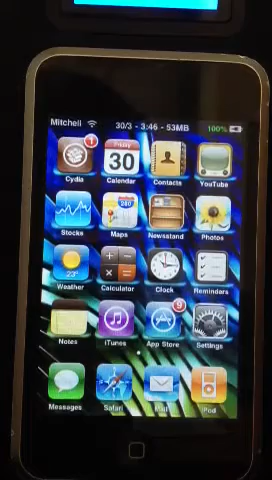 Mitchell 30/3 - 3:46 - 53MB 100%
1
Friday
30
280
Cydia Calendar Contacts YouTube
Stocks Maps Newsstand Photos
23°
Weather Calculator Clock Reminders
9
Notes iTunes App Store Settings
Messages Safari Mail iPod